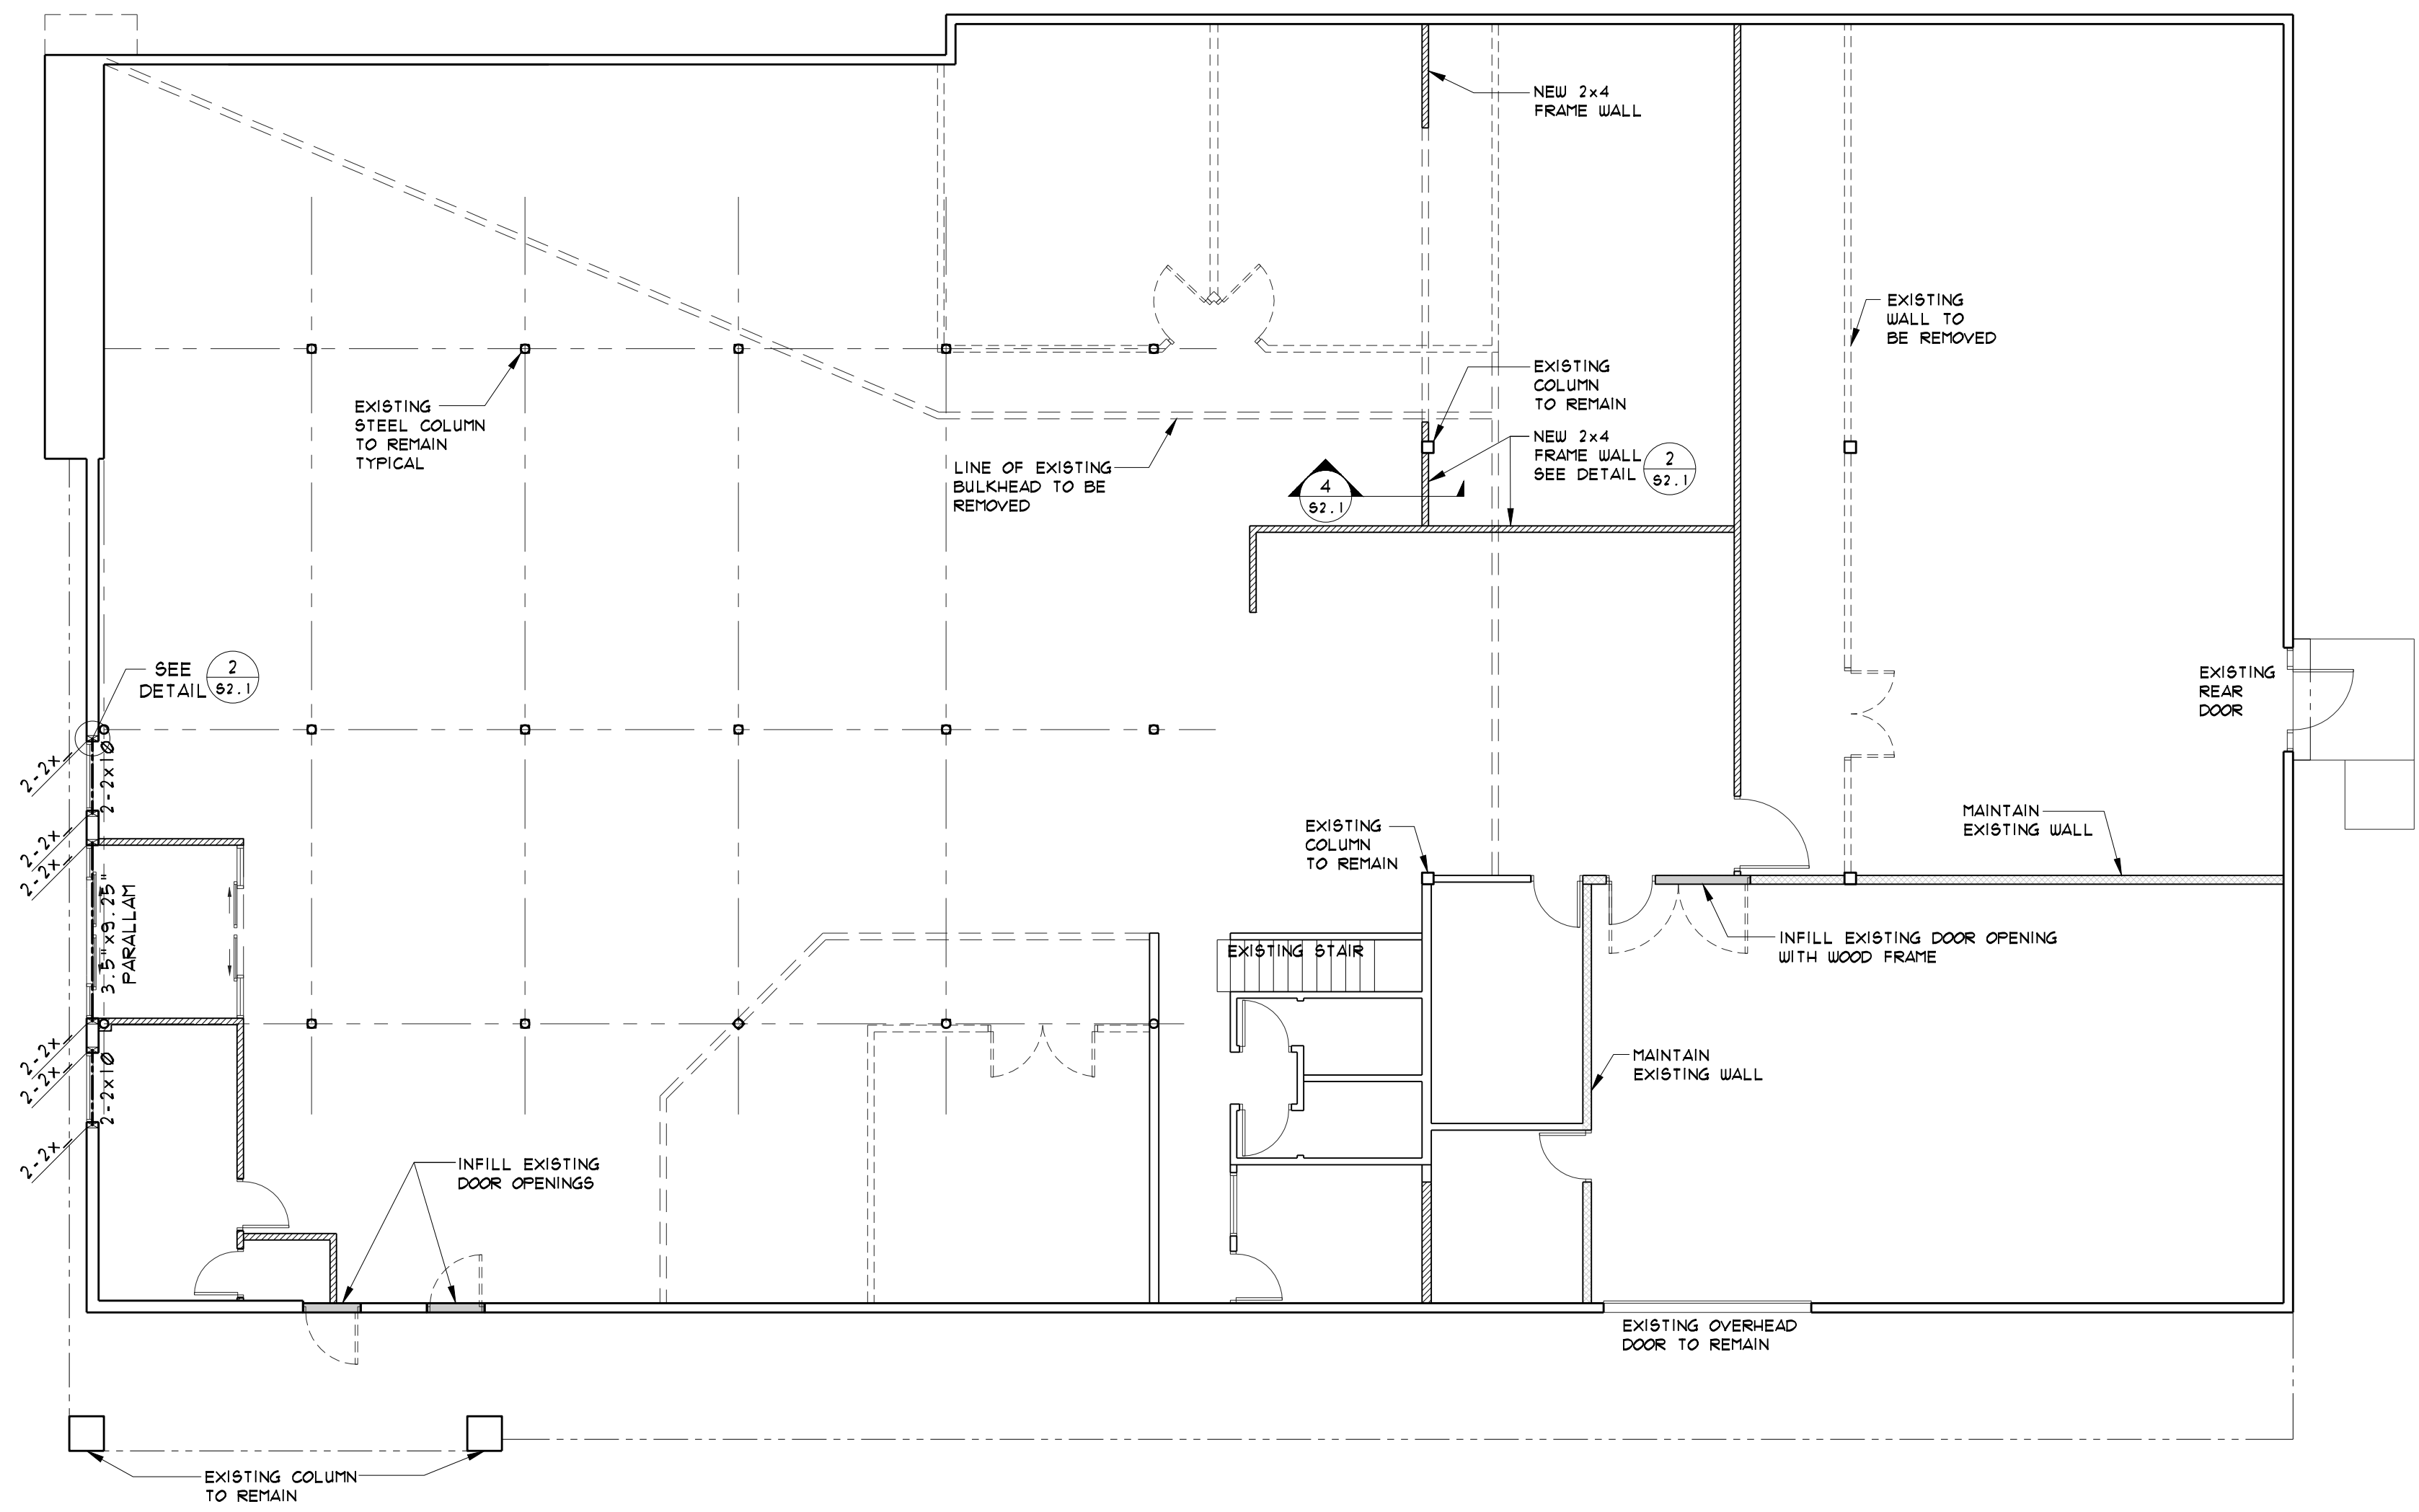 NEW 2x4
FRAME WALL
EXISTING
WALL TO
BE REMOVED
EXISTING
COLUMN
TO REMAIN
EXISTING
STEEL COLUMN
TO REMAIN
TYPICAL
NEW 2x4
FRAME WALL
SEE DETAIL
2
S2.1
LINE OF EXISTING
BULKHEAD TO BE
REMOVED
4
S2.1
SEE
DETAIL
2
S2.1
EXISTING
REAR
DOOR
2-2x
2-2x10
MAINTAIN
EXISTING WALL
EXISTING
COLUMN
TO REMAIN
2-2x
2-2x
3.5"x9.25"
PARALLAM
INFILL EXISTING DOOR OPENING
WITH WOOD FRAME
EXISTING STAIR
2-2x
2-2x
2-2x10
MAINTAIN
EXISTING WALL
2-2x
INFILL EXISTING
DOOR OPENINGS
EXISTING OVERHEAD
DOOR TO REMAIN
EXISTING COLUMN
TO REMAIN